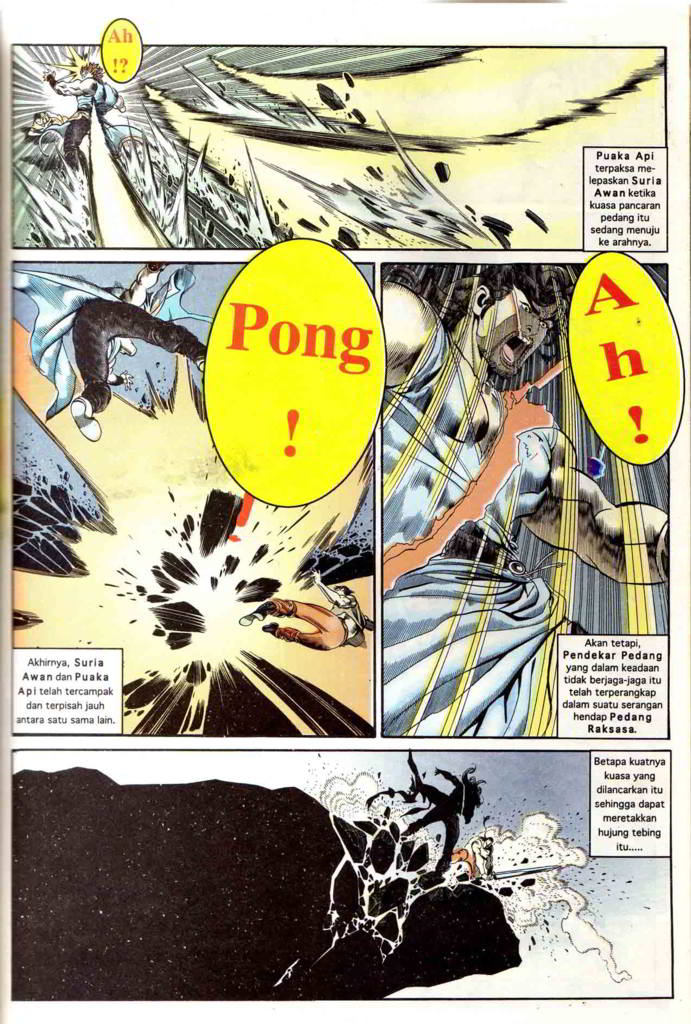 Ah
!?
Puaka Api
terpaksa me-
lepaskan Suria
Awan ketika
kuasa pancaran
pedang itu
sedang menuju
ke arahnya.
Pong
!
A
h
!
Akhirnya, Suria
Awan dan Puaka
Api telah tercampak
dan terpisah jauh
antara satu sama lain.
Akan tetapi,
Pendekar Pedang
yang dalam keadaan
tidak berjaga-jaga itu
telah terperangkap
dalam suatu serangan
hendap Pedang
Raksasa.
Betapa kuatnya
kuasa yang
dilancarkan itu
sehingga dapat
meretakkan
hujung tebing
itu.....